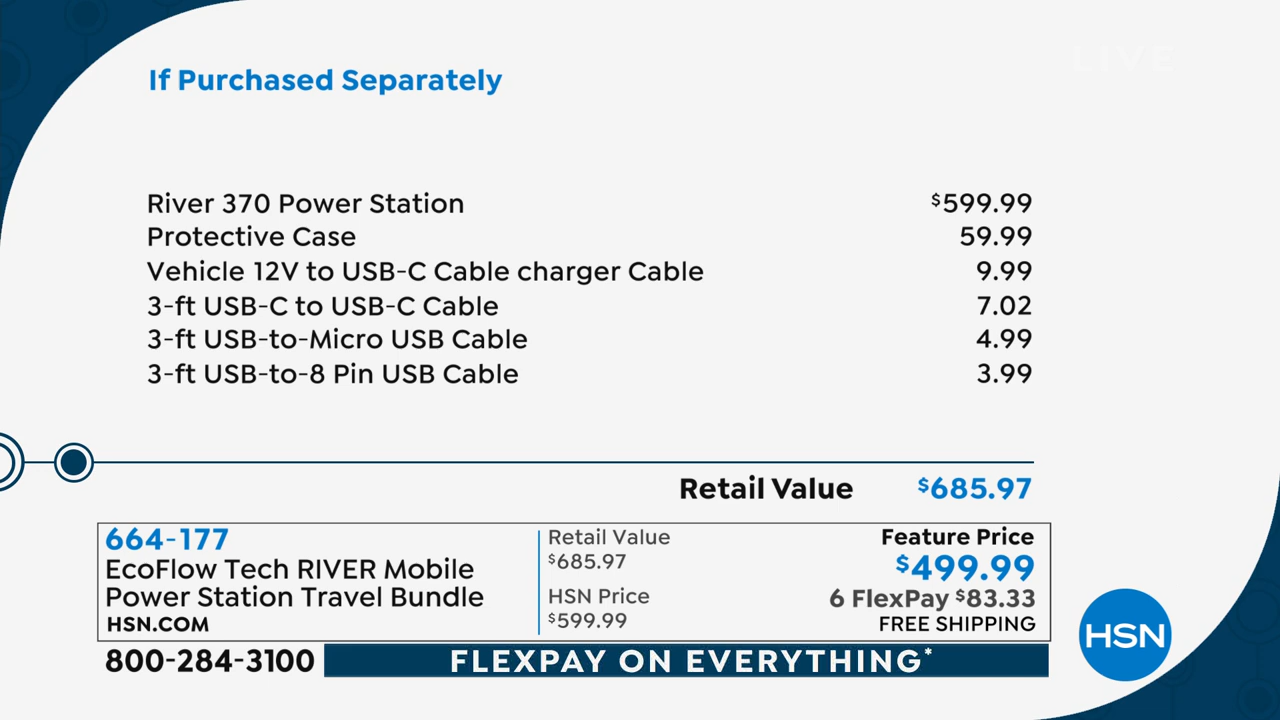 LIVE
If Purchased Separately
River 370 Power Station $599.99
Protective Case 59.99
Vehicle 12V to USB-C Cable charger Cable 9.99
3-ft USB-C to USB-C Cable 7.02
3-ft USB-to-Micro USB Cable 4.99
3-ft USB-to-8 Pin USB Cable 3.99
Retail Value $685.97
664-177
EcoFlow Tech RIVER Mobile
Power Station Travel Bundle
HSN.COM
Retail Value
$685.97
HSN Price
$599.99
Feature Price
$499.99
6 FlexPay $83.33
FREE SHIPPING
HSN
800-284-3100
FLEXPAY ON EVERYTHING*